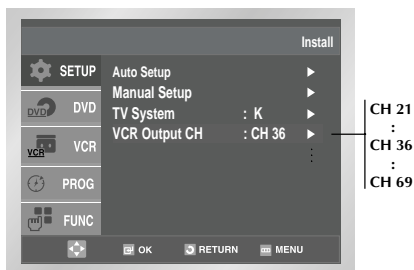 Install
SETUP
DVD DVD
VCR VCR
PROG
FUNC
Auto Setup
Manual Setup
TV System : K
VCR Output CH : CH 36
OK RETURN MENU
CH 21
:
CH 36
:
CH 69